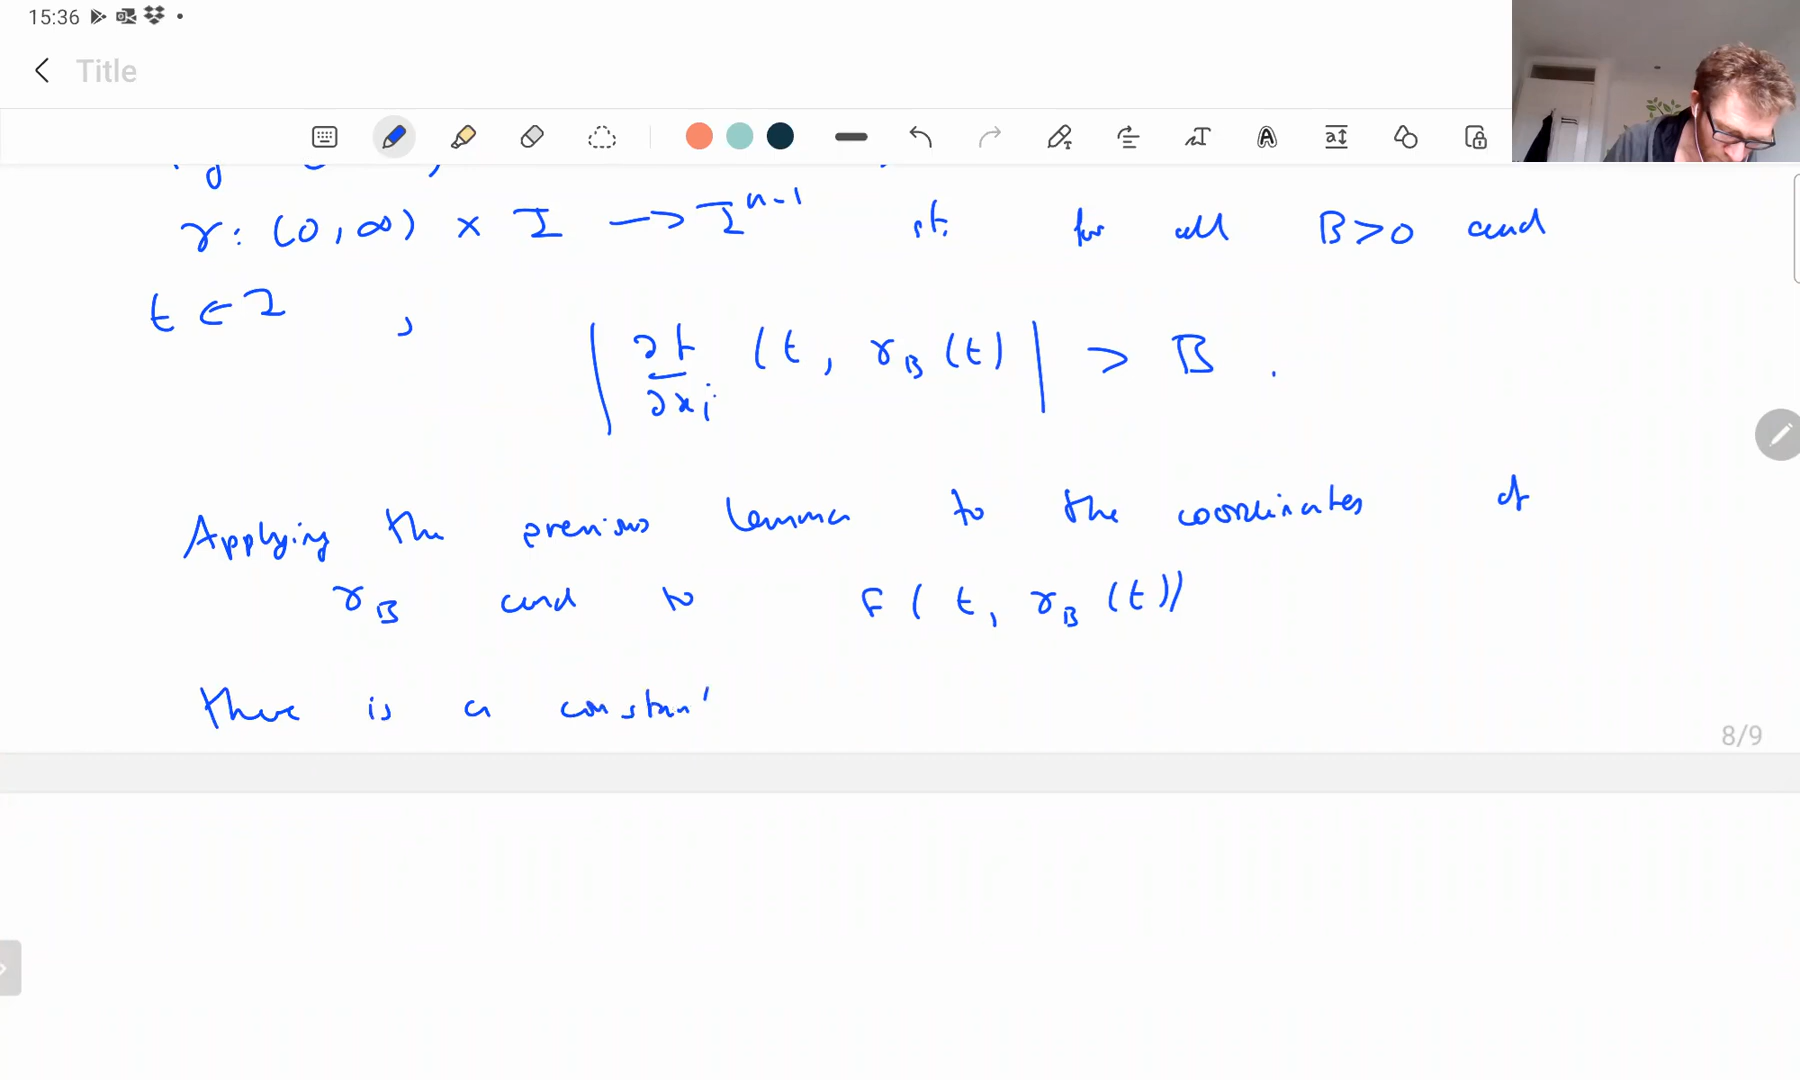 15:36
Title
γ: (0, ∞) × I → I^{n-1} st. for all B > 0 and
t ∈ I,
| ∂f/∂x_i (t, γ_B(t)| > B.
Applying the previous lemma to the coordinates of
γ_B and to F(t, γ_B(t))
there is a constant
8/9